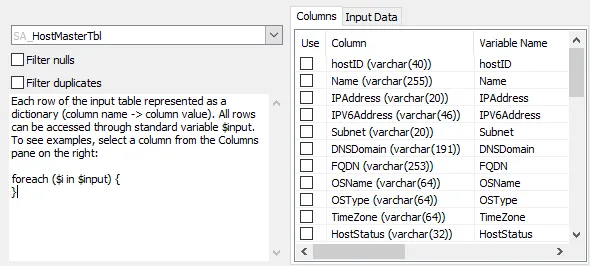 SA_HostMasterTbl
Filter nulls
Filter duplicates
Each row of the input table represented as a
dictionary (column name -> column value). All rows
can be accessed through standard variable $input.
To see examples, select a column from the Columns
pane on the right:
foreach ($i in $input) {
}
Columns Input Data
Use Column Variable Name
hostID (varchar(40)) hostID
Name (varchar(255)) Name
IPAddress (varchar(20)) IPAddress
IPV6Address (varchar(46)) IPV6Address
Subnet (varchar(20)) Subnet
DNSDomain (varchar(191)) DNSDomain
FQDN (varchar(253)) FQDN
OSName (varchar(64)) OSName
OSType (varchar(64)) OSType
TimeZone (varchar(64)) TimeZone
HostStatus (varchar(32)) HostStatus